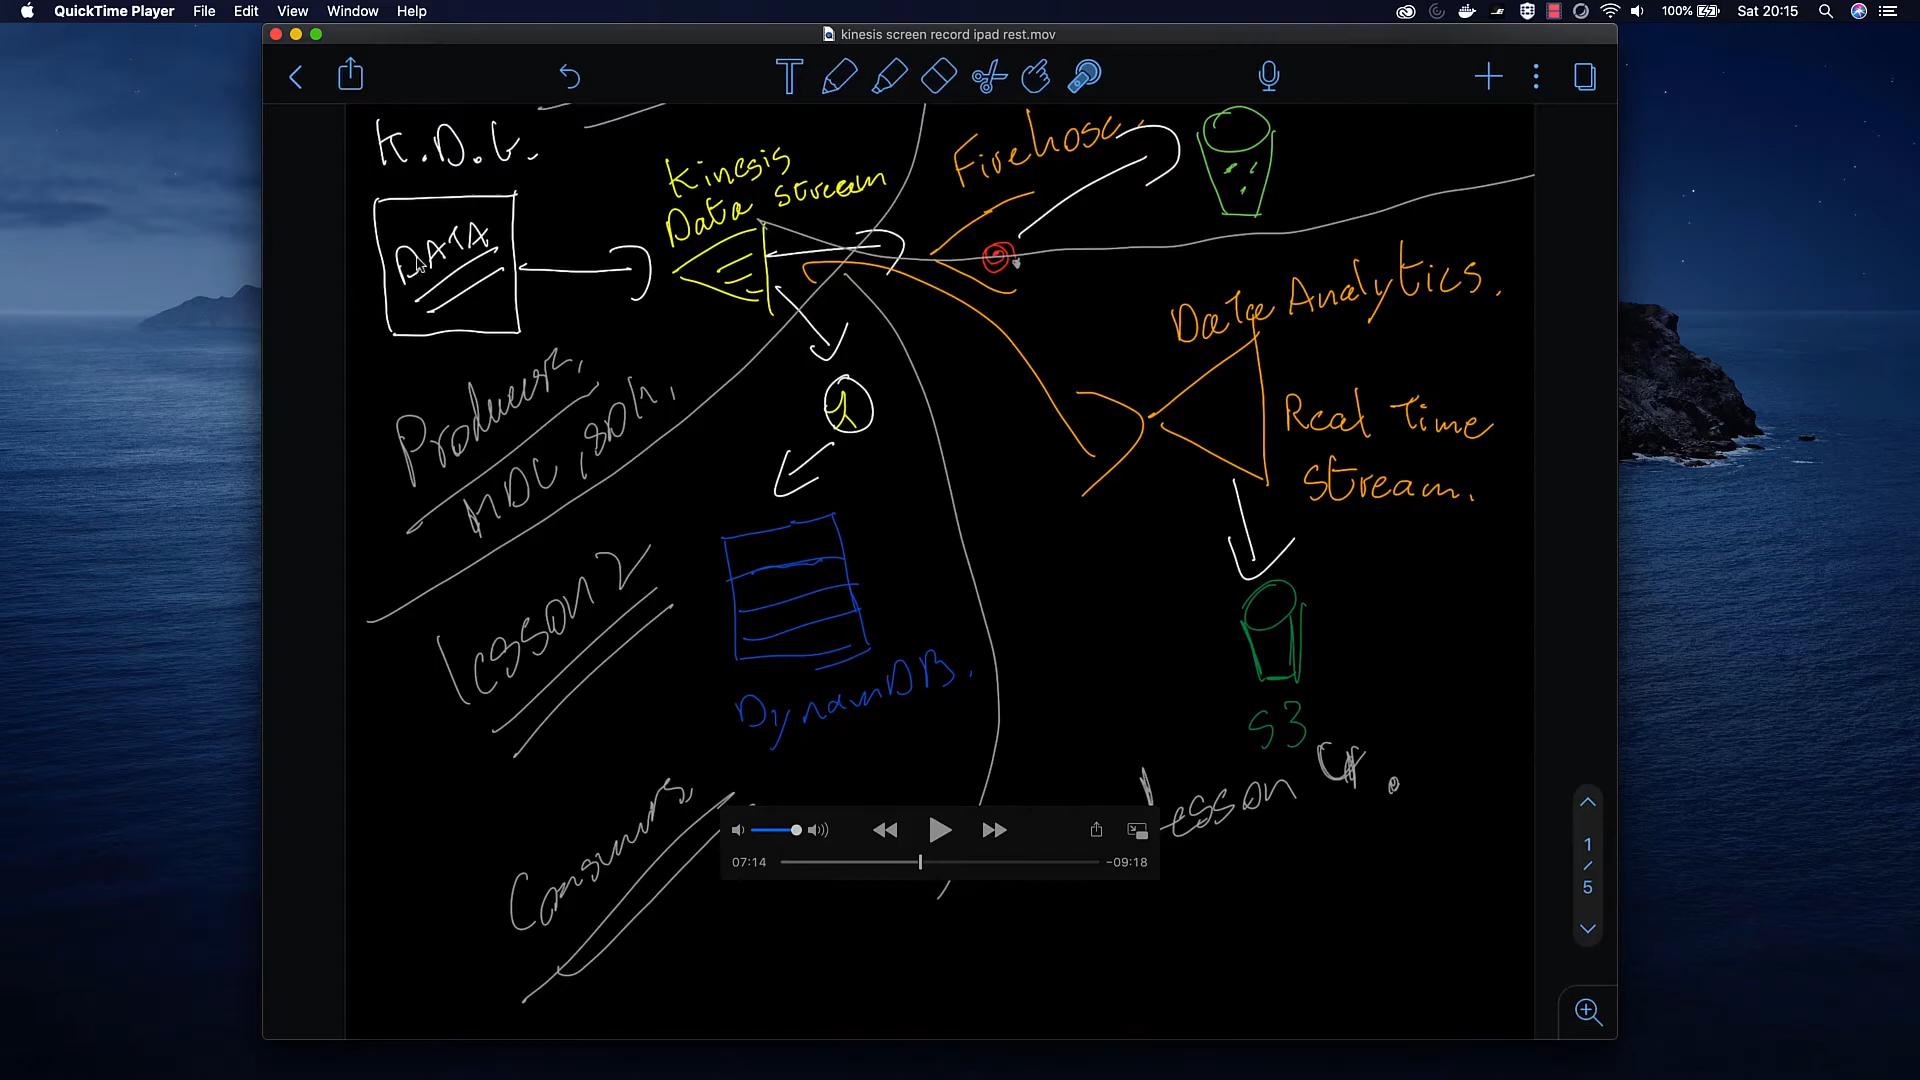 QuickTime Player File Edit View Window Help
100% Sat 20:15
kinesis screen record ipad rest.mov
K.D.G.
Firehose.
Kinesis
Data stream
DATA
Data Analytics.
Real Time
stream.
Producer.
lesson 2
DynamDB.
S3
Lesson 4.
Consumers.
07:14 -09:18
1
/
5